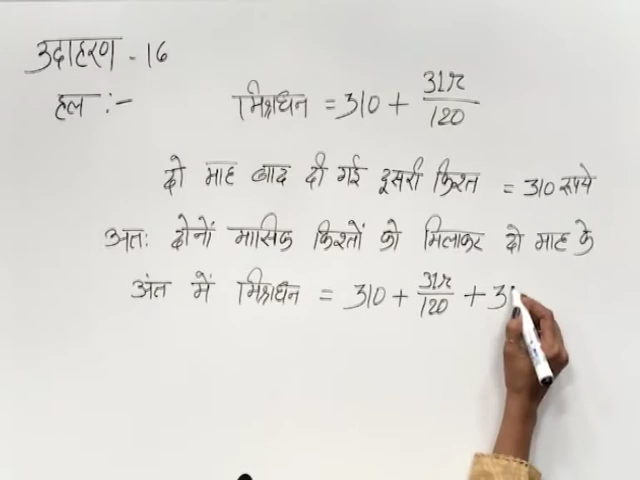 उदाहरण - 16
हल :- मिश्रधन = 310 + 31r/120
दो माह बाद दी गई दूसरी किश्त = 310 रूपये
अतः दोनों मासिक किश्तों को मिलाकर दो माह के
अंत में मिश्रधन = 310 + 31r/120 + 31